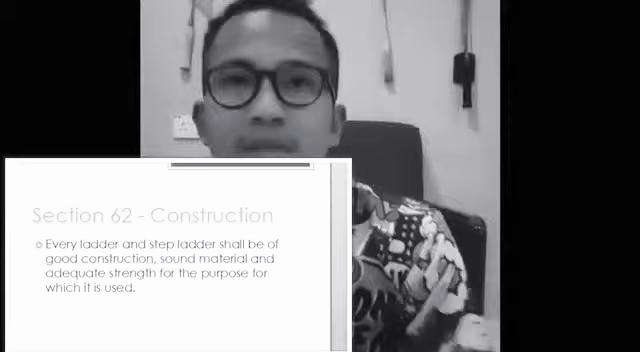 Section 62 - Construction
Every ladder and step ladder shall be of
good construction, sound material and
adequate strength for the purpose for
which it is used.